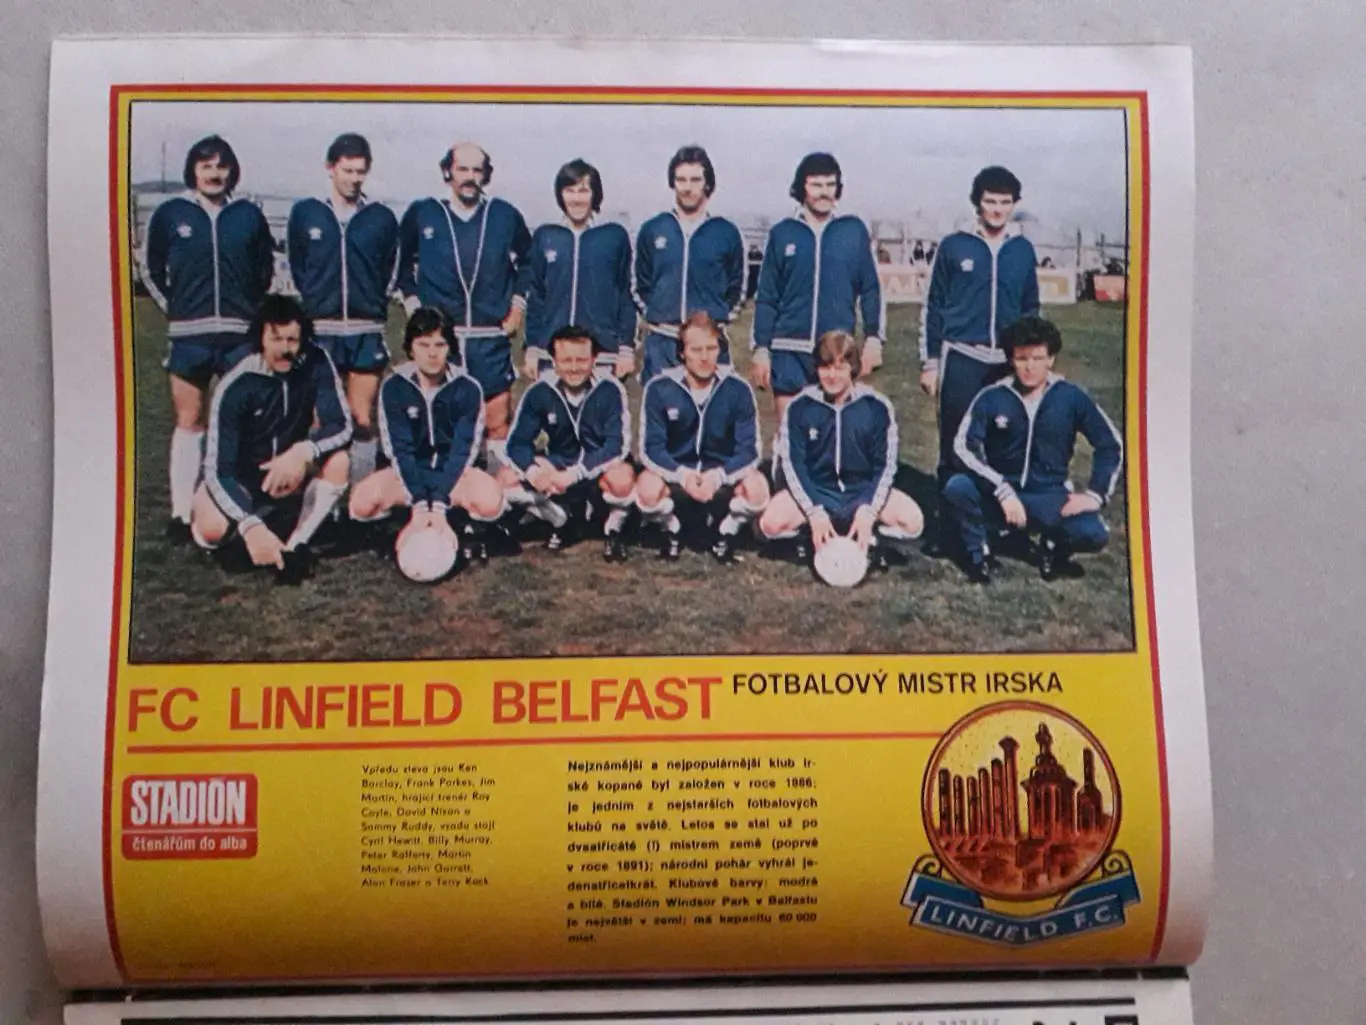 FC LINFIELD BELFAST FOTBALOVÝ MISTR IRSKA
STADIÓN
čtenářům do alba
Vpředu zleva jsou Ken
Barclay, Frank Parkes, Jim
Martin, hrající trenér Roy
Coyle, David Nixon a
Sammy Ruddy, vzadu stojí
Cyril Hewitt, Billy Murray,
Peter Rafferty, Martin
Malone, John Garrett,
Alan Fraser a Terry Kock
Nejznámější a nejpopulárnější klub ir-
ské kopané byl založen v roce 1886;
je jedním z nejstarších fotbalových
klubů na světě. Letos se stal už po
dvaatřicáté (!) mistrem země (poprvé
v roce 1891); národní pohár vyhrál je-
denatřicetkrát. Klubové barvy: modrá
a bílá. Stadión Windsor Park v Belfastu
je největší v zemi; má kapacitu 60 000
míst.
LINFIELD F.C.